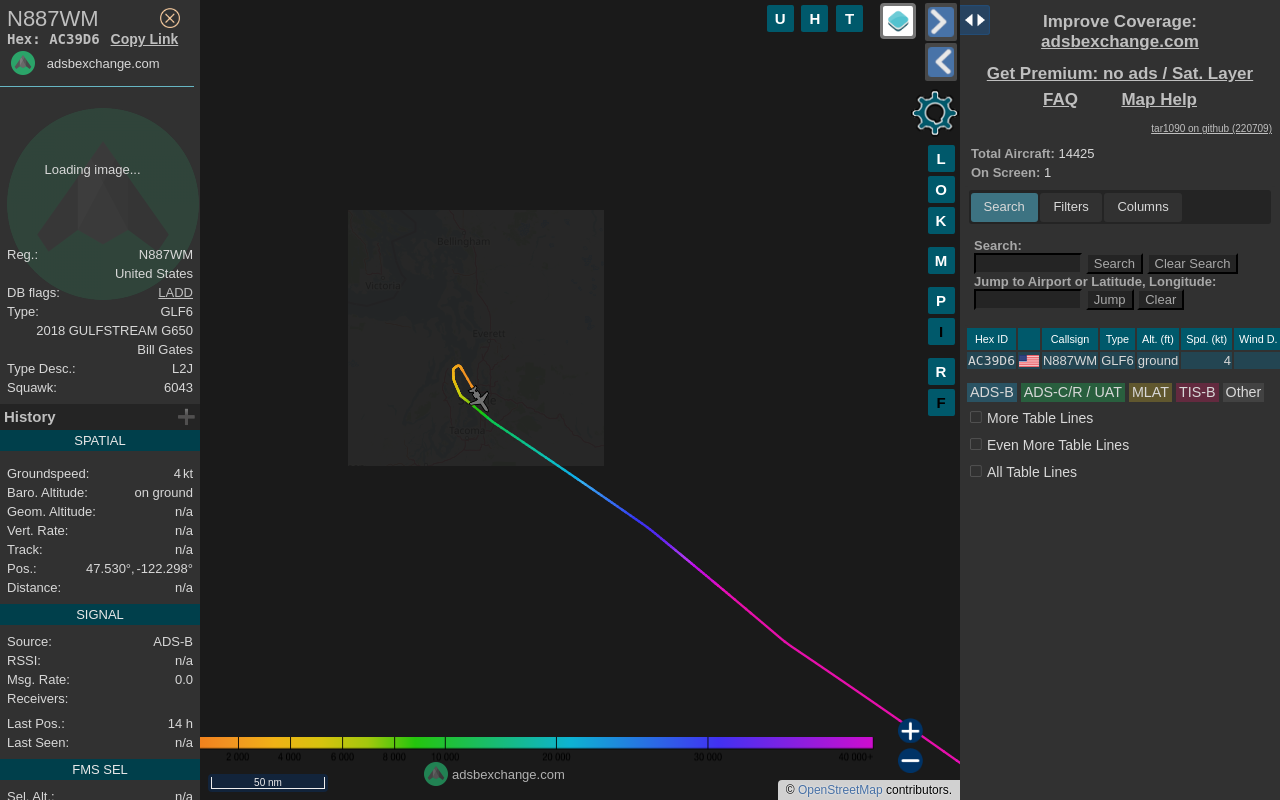 N887WM
Hex: AC39D6 Copy Link
adsbexchange.com
Loading image...
Reg.: N887WM
United States
DB flags: LADD
Type: GLF6
2018 GULFSTREAM G650
Bill Gates
Type Desc.: L2J
Squawk: 6043
History
SPATIAL
Groundspeed: 4 kt
Baro. Altitude: on ground
Geom. Altitude: n/a
Vert. Rate: n/a
Track: n/a
Pos.: 47.530°, -122.298°
Distance: n/a
SIGNAL
Source: ADS-B
RSSI: n/a
Msg. Rate: 0.0
Receivers:
Last Pos.: 14 h
Last Seen: n/a
FMS SEL
Sel. Alt.: n/a
U H T
L
O
K
M
P
I
R
F
Bellingham
Victoria
Everett
Tacoma
2 000 4 000 6 000 8 000 10 000 20 000 30 000 40 000+
50 nm
adsbexchange.com
© OpenStreetMap contributors.
Improve Coverage:
adsbexchange.com
Get Premium: no ads / Sat. Layer
FAQ Map Help
tar1090 on github (220709)
Total Aircraft: 14425
On Screen: 1
Search Filters Columns
Search:
Search Clear Search
Jump to Airport or Latitude, Longitude:
Jump Clear
Hex ID Callsign Type Alt. (ft) Spd. (kt) Wind D.
AC39D6 N887WM GLF6 ground 4
ADS-B ADS-C/R / UAT MLAT TIS-B Other
More Table Lines
Even More Table Lines
All Table Lines